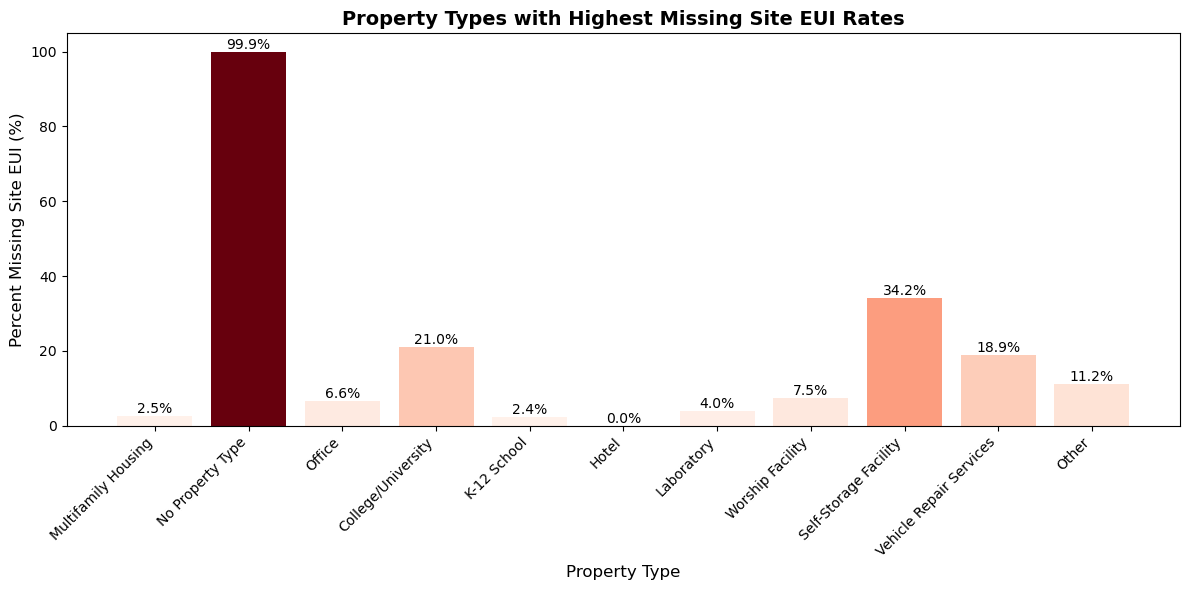 Property Types with Highest Missing Site EUI Rates
Percent Missing Site EUI (%)
100
80
60
40
20
0
2.5%
99.9%
6.6%
21.0%
2.4%
0.0%
4.0%
7.5%
34.2%
18.9%
11.2%
Multifamily Housing
No Property Type
Office
College/University
K-12 School
Hotel
Laboratory
Worship Facility
Self-Storage Facility
Vehicle Repair Services
Other
Property Type